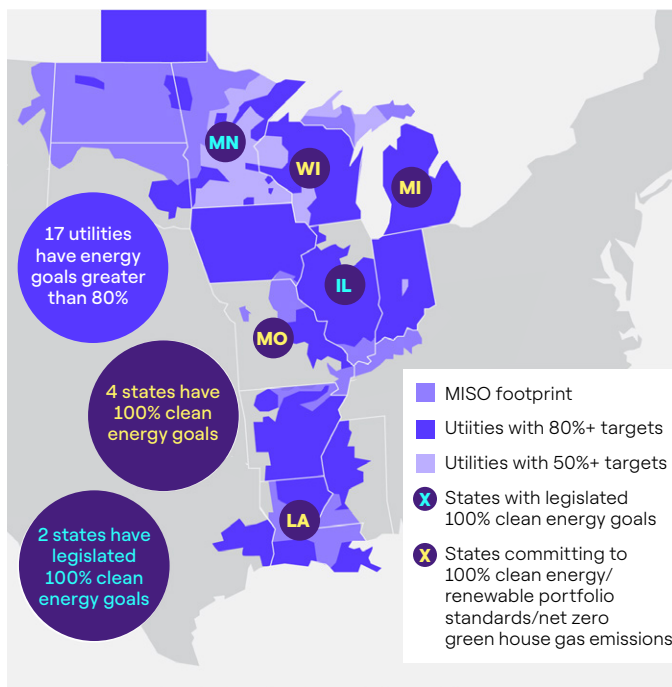 MN
WI
MI
17 utilities
have energy
goals greater
than 80%
IL
MO
4 states have
100% clean
energy goals
LA
2 states have
legislated
100% clean
energy goals
MISO footprint
Utiities with 80%+ targets
Utilities with 50%+ targets
X States with legislated
100% clean energy goals
X States committing to
100% clean energy/
renewable portfolio
standards/net zero
green house gas emissions